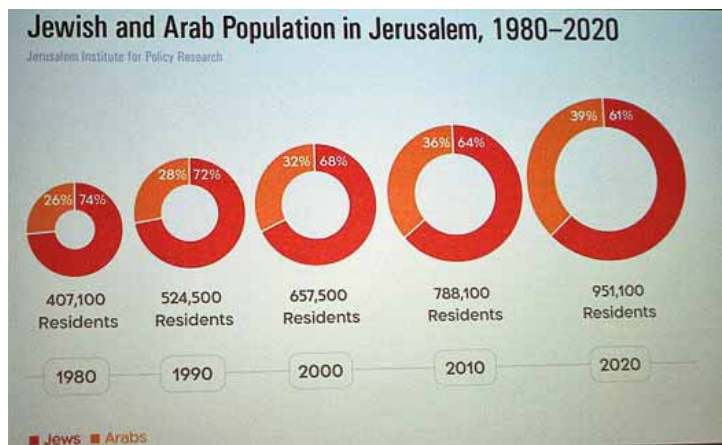 Jewish and Arab Population in Jerusalem, 1980–2020
Jerusalem Institute for Policy Research
26% 74%
28% 72%
32% 68%
36% 64%
39% 61%
407,100
Residents
524,500
Residents
657,500
Residents
788,100
Residents
951,100
Residents
1980
1990
2000
2010
2020
Jews Arabs